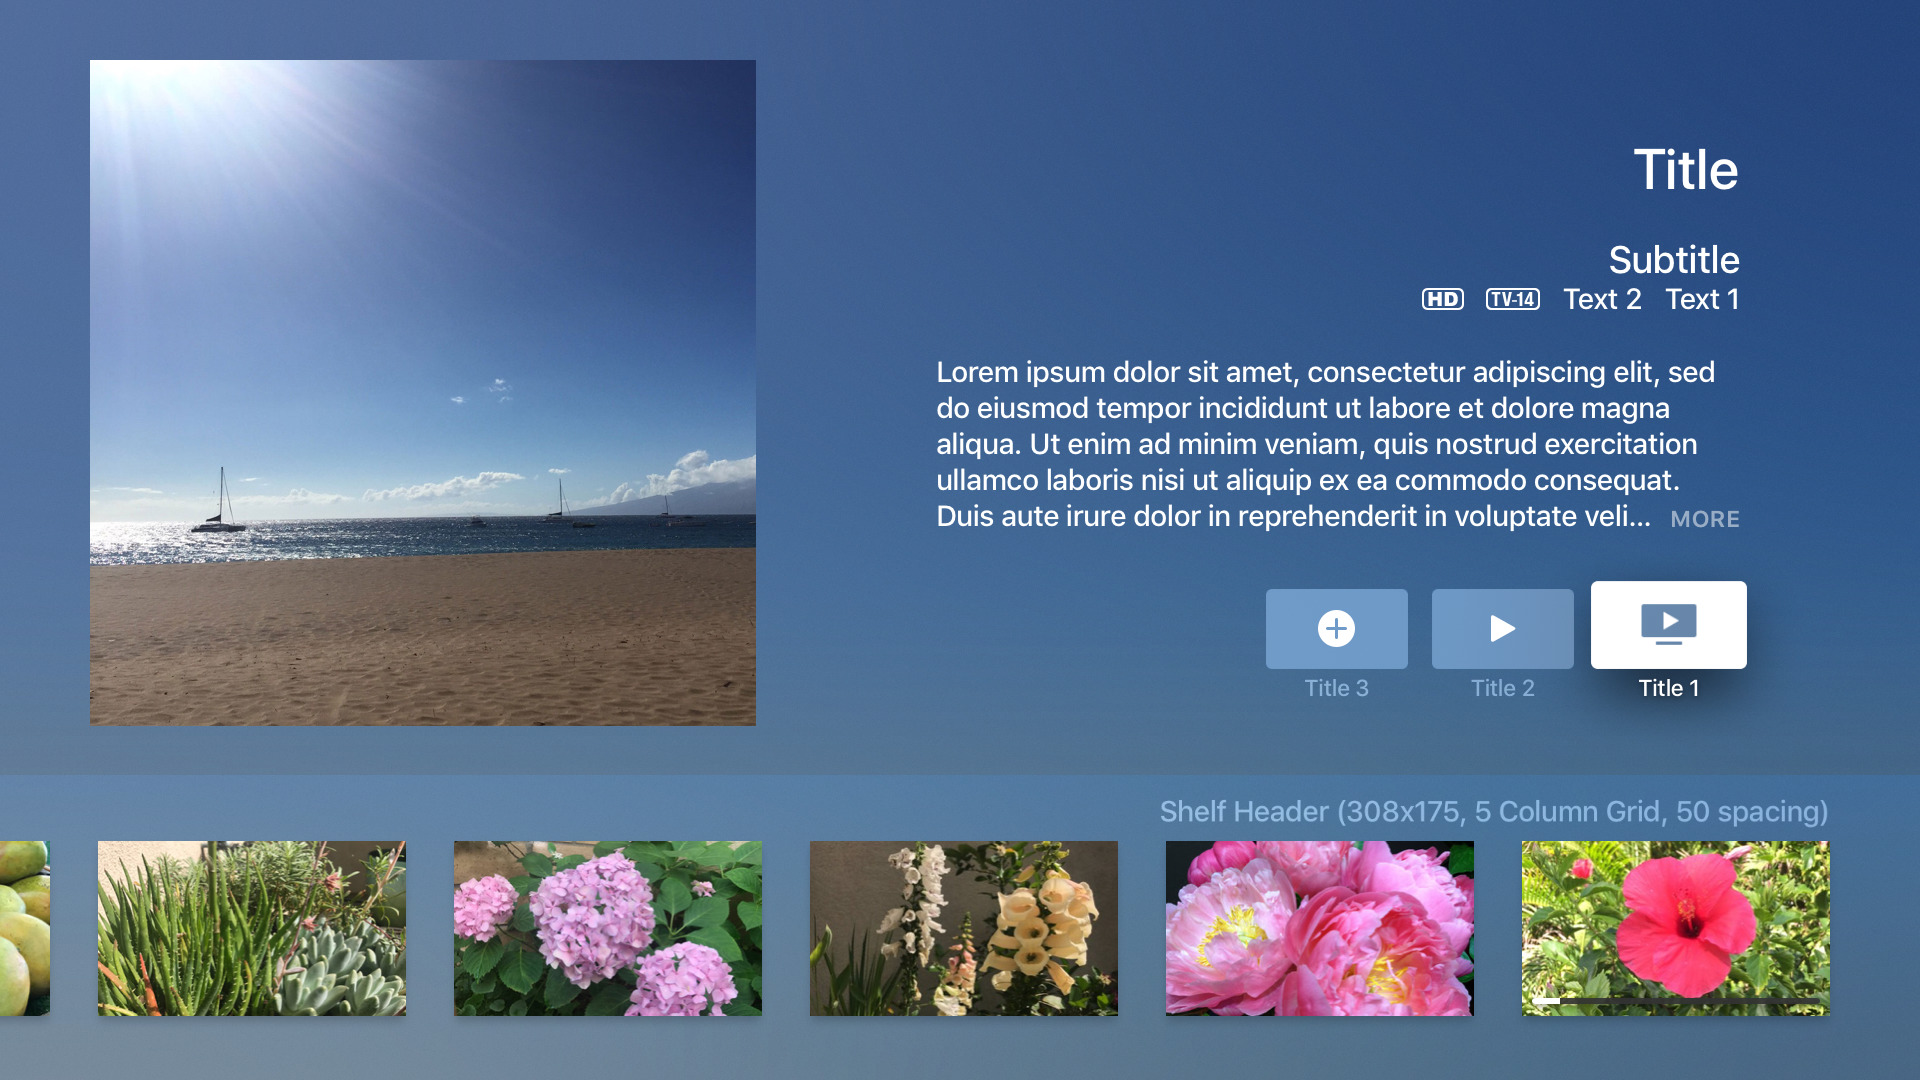 Title
Subtitle
HD TV-14 Text 2 Text 1
Lorem ipsum dolor sit amet, consectetur adipiscing elit, sed
do eiusmod tempor incididunt ut labore et dolore magna
aliqua. Ut enim ad minim veniam, quis nostrud exercitation
ullamco laboris nisi ut aliquip ex ea commodo consequat.
Duis aute irure dolor in reprehenderit in voluptate veli... MORE
Title 3 Title 2 Title 1
Shelf Header (308x175, 5 Column Grid, 50 spacing)